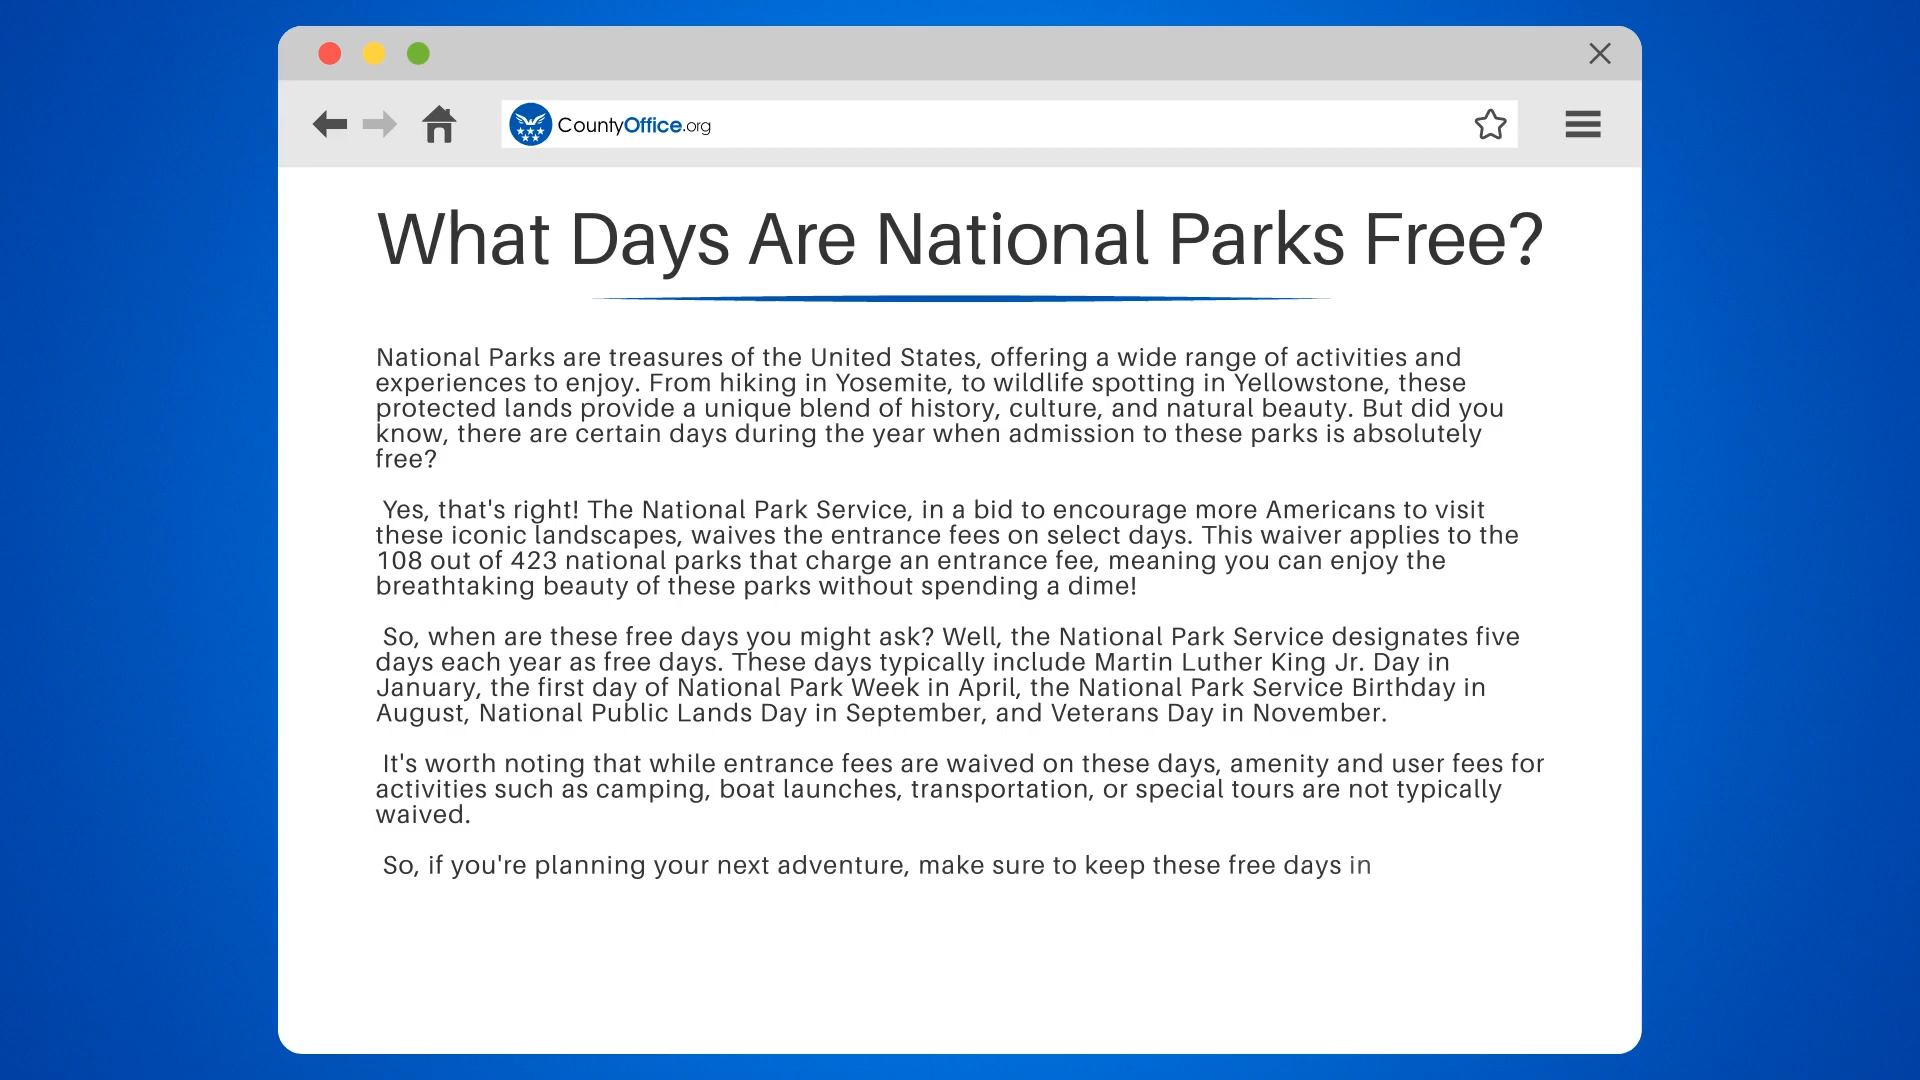 CountyOffice.org
What Days Are National Parks Free?
National Parks are treasures of the United States, offering a wide range of activities and
experiences to enjoy. From hiking in Yosemite, to wildlife spotting in Yellowstone, these
protected lands provide a unique blend of history, culture, and natural beauty. But did you
know, there are certain days during the year when admission to these parks is absolutely
free?
Yes, that's right! The National Park Service, in a bid to encourage more Americans to visit
these iconic landscapes, waives the entrance fees on select days. This waiver applies to the
108 out of 423 national parks that charge an entrance fee, meaning you can enjoy the
breathtaking beauty of these parks without spending a dime!
So, when are these free days you might ask? Well, the National Park Service designates five
days each year as free days. These days typically include Martin Luther King Jr. Day in
January, the first day of National Park Week in April, the National Park Service Birthday in
August, National Public Lands Day in September, and Veterans Day in November.
It's worth noting that while entrance fees are waived on these days, amenity and user fees for
activities such as camping, boat launches, transportation, or special tours are not typically
waived.
So, if you're planning your next adventure, make sure to keep these free days in